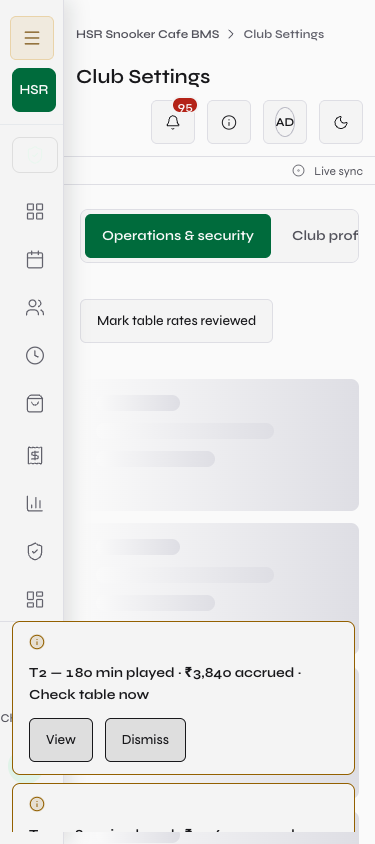 HSR Snooker Cafe BMS > Club Settings
HSR
Club Settings
95
AD
Live sync
Operations & security
Club prof
Mark table rates reviewed
T2 — 180 min played · ₹3,840 accrued ·
Check table now
View
Dismiss